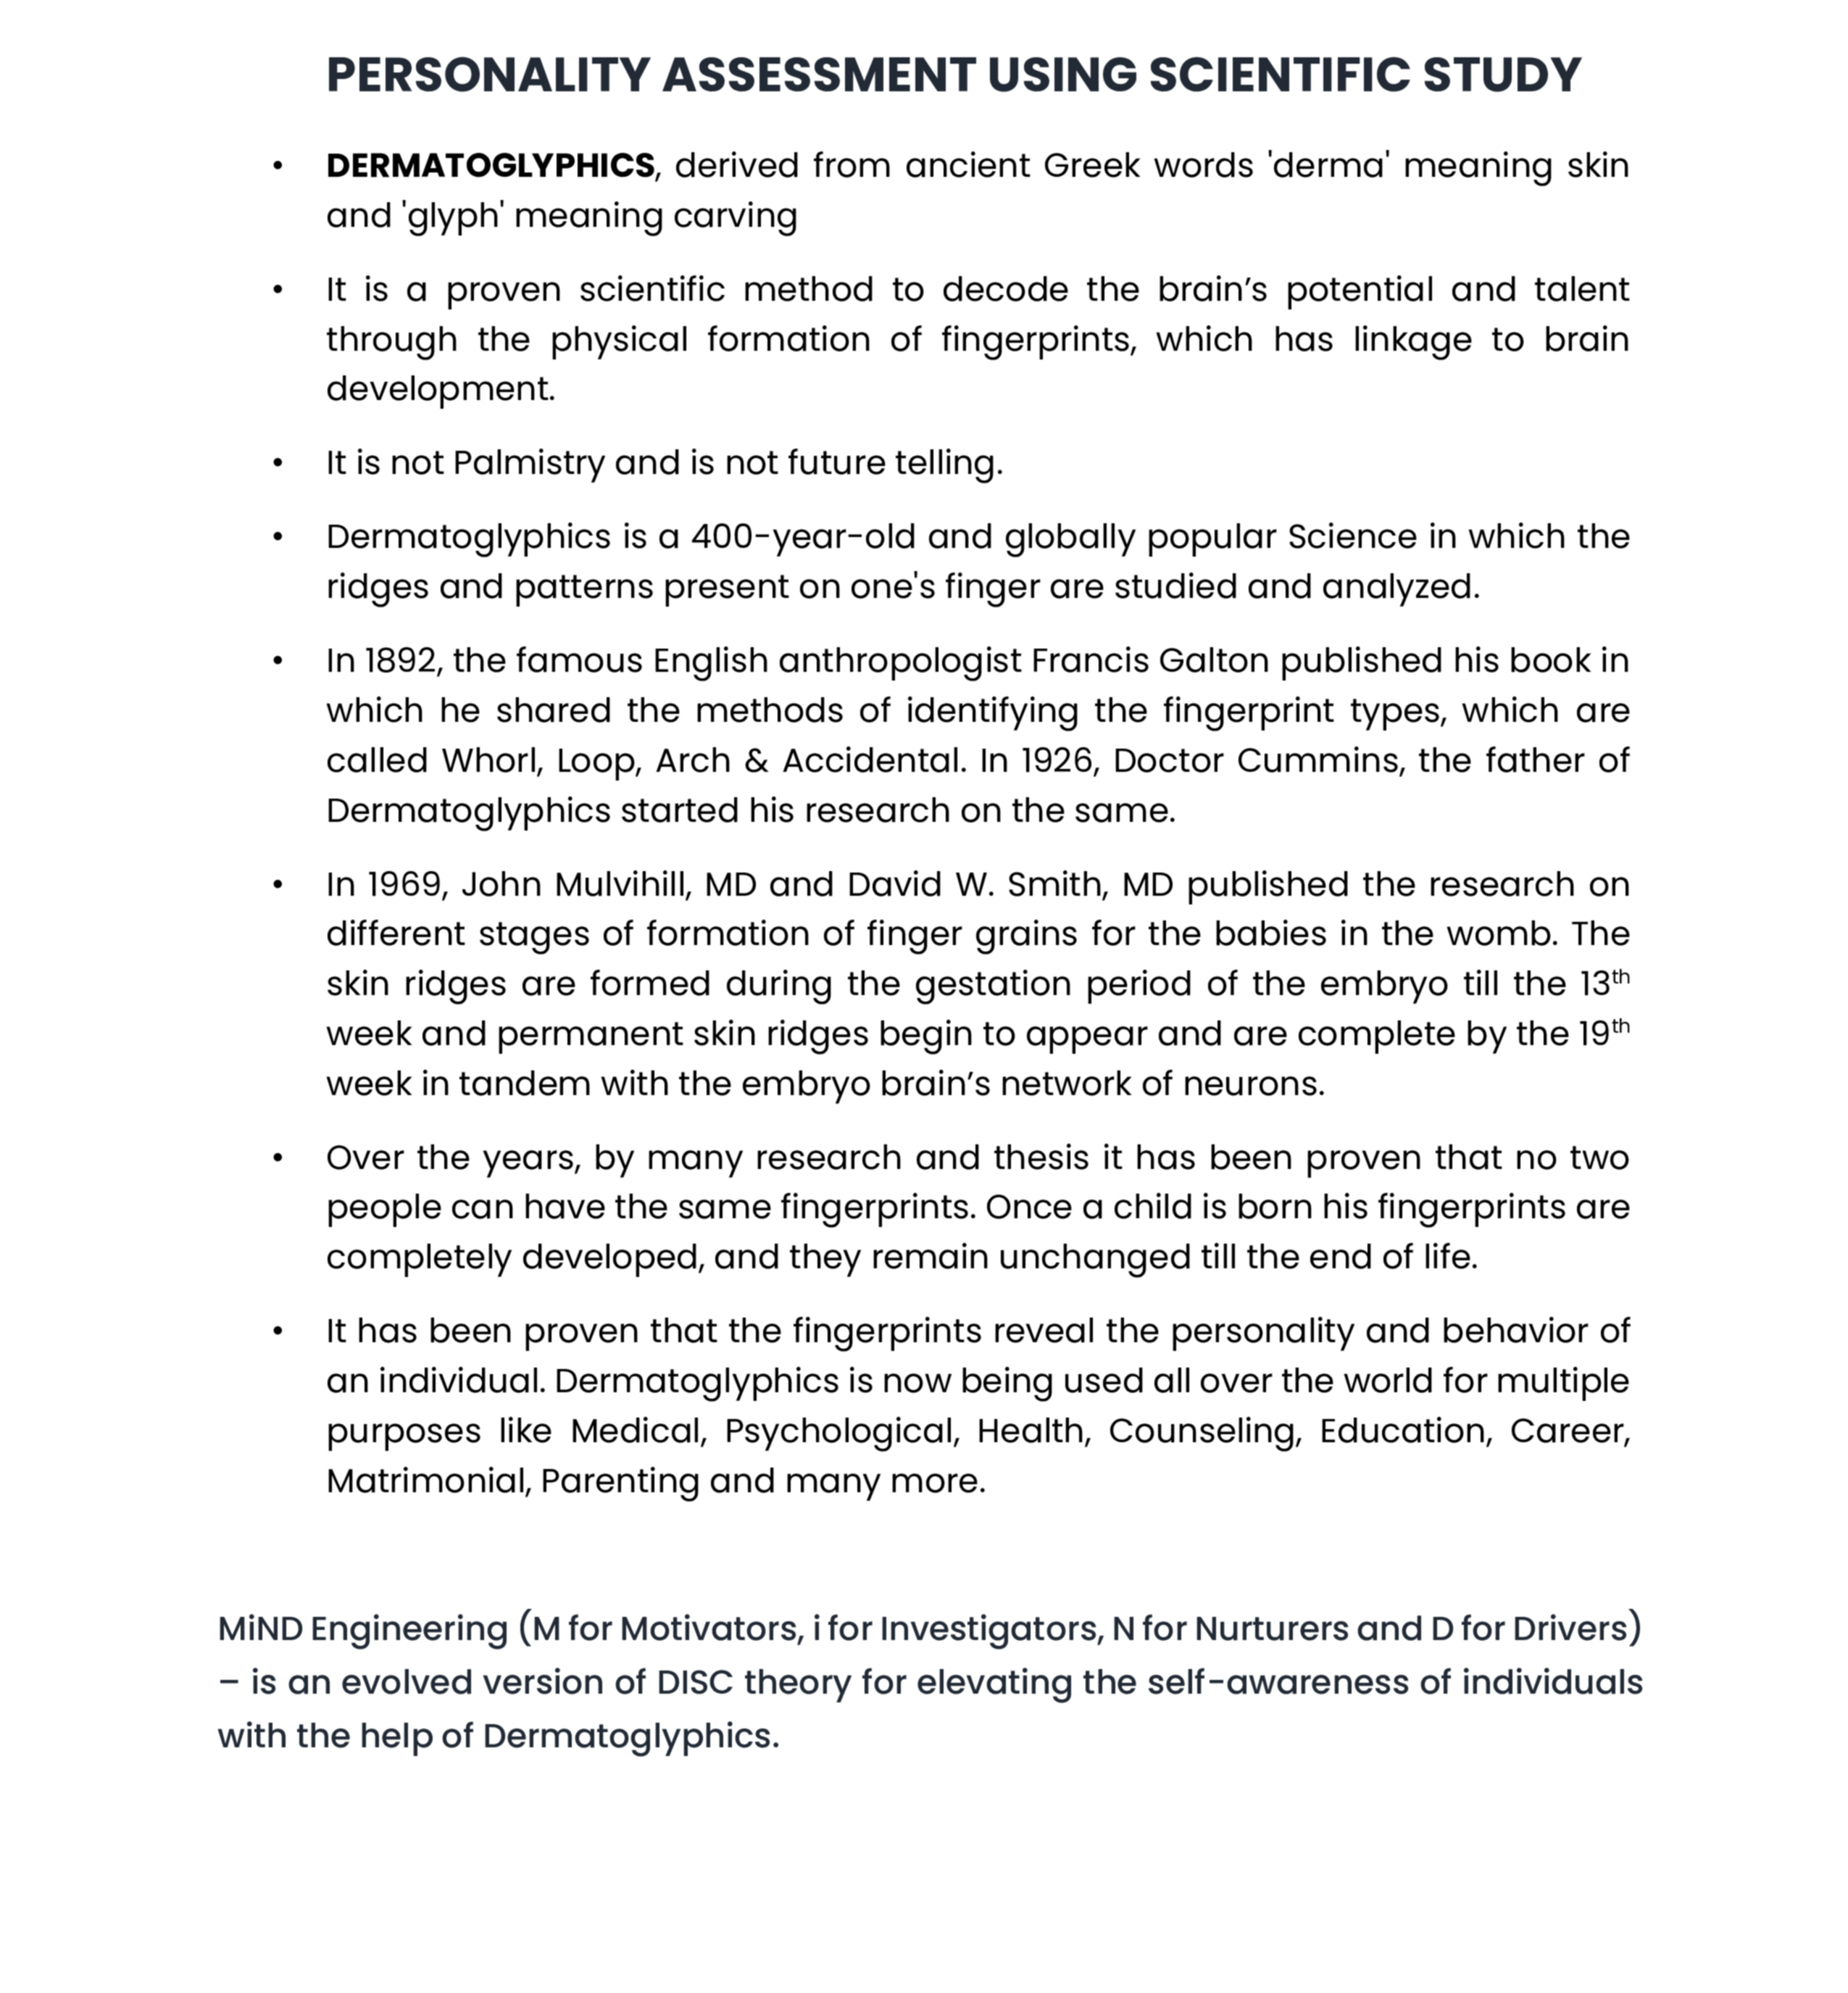 PERSONALITY ASSESSMENT USING SCIENTIFIC STUDY
• DERMATOGLYPHICS, derived from ancient Greek words 'derma' meaning skin
and 'glyph' meaning carving
• It is a proven scientific method to decode the brain’s potential and talent
through the physical formation of fingerprints, which has linkage to brain
development.
• It is not Palmistry and is not future telling.
• Dermatoglyphics is a 400-year-old and globally popular Science in which the
ridges and patterns present on one's finger are studied and analyzed.
• In 1892, the famous English anthropologist Francis Galton published his book in
which he shared the methods of identifying the fingerprint types, which are
called Whorl, Loop, Arch & Accidental. In 1926, Doctor Cummins, the father of
Dermatoglyphics started his research on the same.
• In 1969, John Mulvihill, MD and David W. Smith, MD published the research on
different stages of formation of finger grains for the babies in the womb. The
skin ridges are formed during the gestation period of the embryo till the 13th
week and permanent skin ridges begin to appear and are complete by the 19th
week in tandem with the embryo brain’s network of neurons.
• Over the years, by many research and thesis it has been proven that no two
people can have the same fingerprints. Once a child is born his fingerprints are
completely developed, and they remain unchanged till the end of life.
• It has been proven that the fingerprints reveal the personality and behavior of
an individual. Dermatoglyphics is now being used all over the world for multiple
purposes like Medical, Psychological, Health, Counseling, Education, Career,
Matrimonial, Parenting and many more.
MiND Engineering (M for Motivators, i for Investigators, N for Nurturers and D for Drivers)
– is an evolved version of DISC theory for elevating the self-awareness of individuals
with the help of Dermatoglyphics.